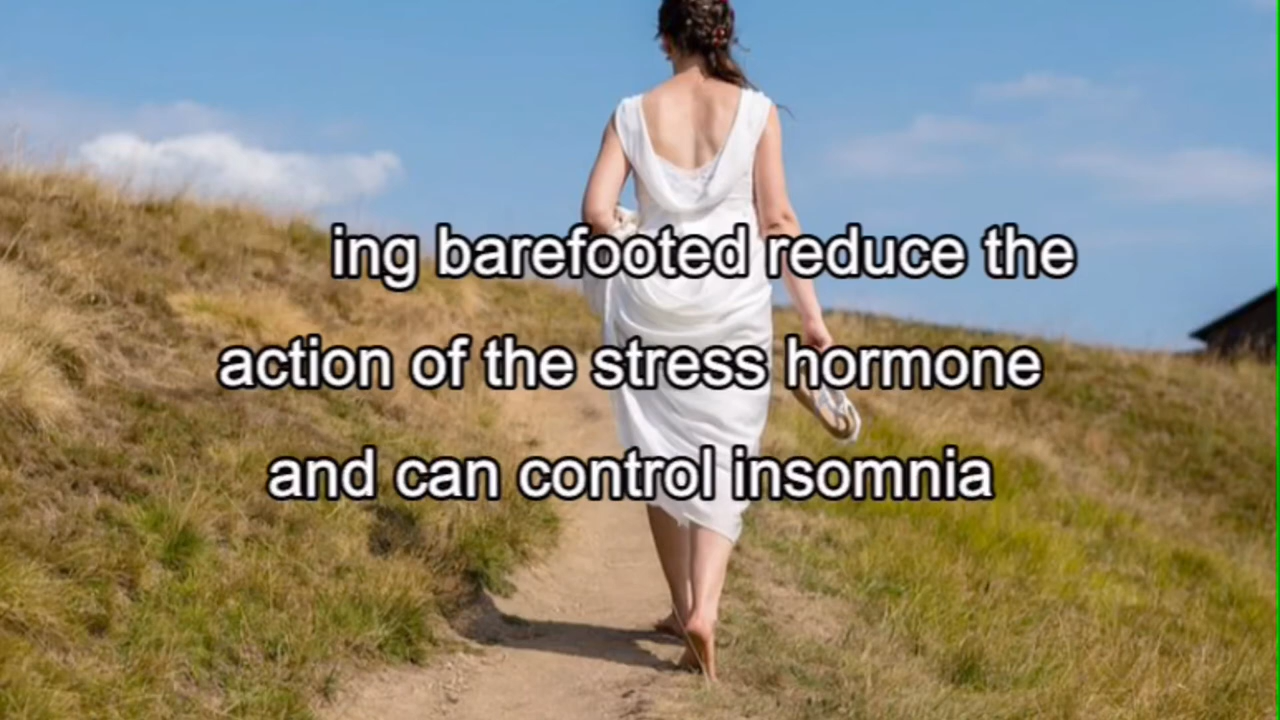 ing barefooted reduce the
action of the stress hormone
and can control insomnia